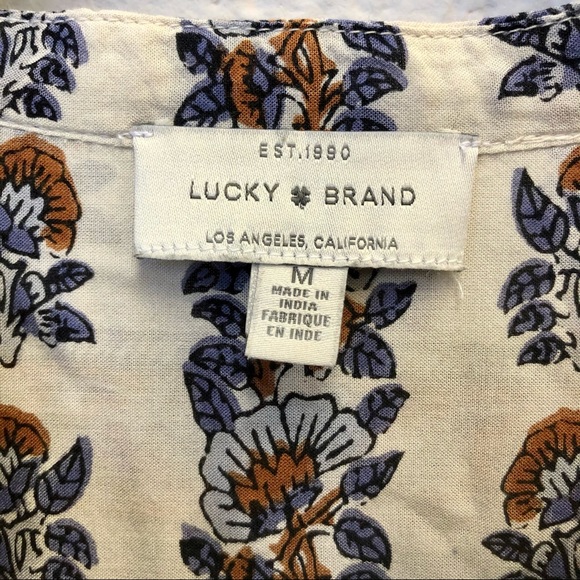 EST.1990
LUCKY BRAND
LOS ANGELES, CALIFORNIA
M
MADE IN
INDIA
FABRIQUE
EN INDE